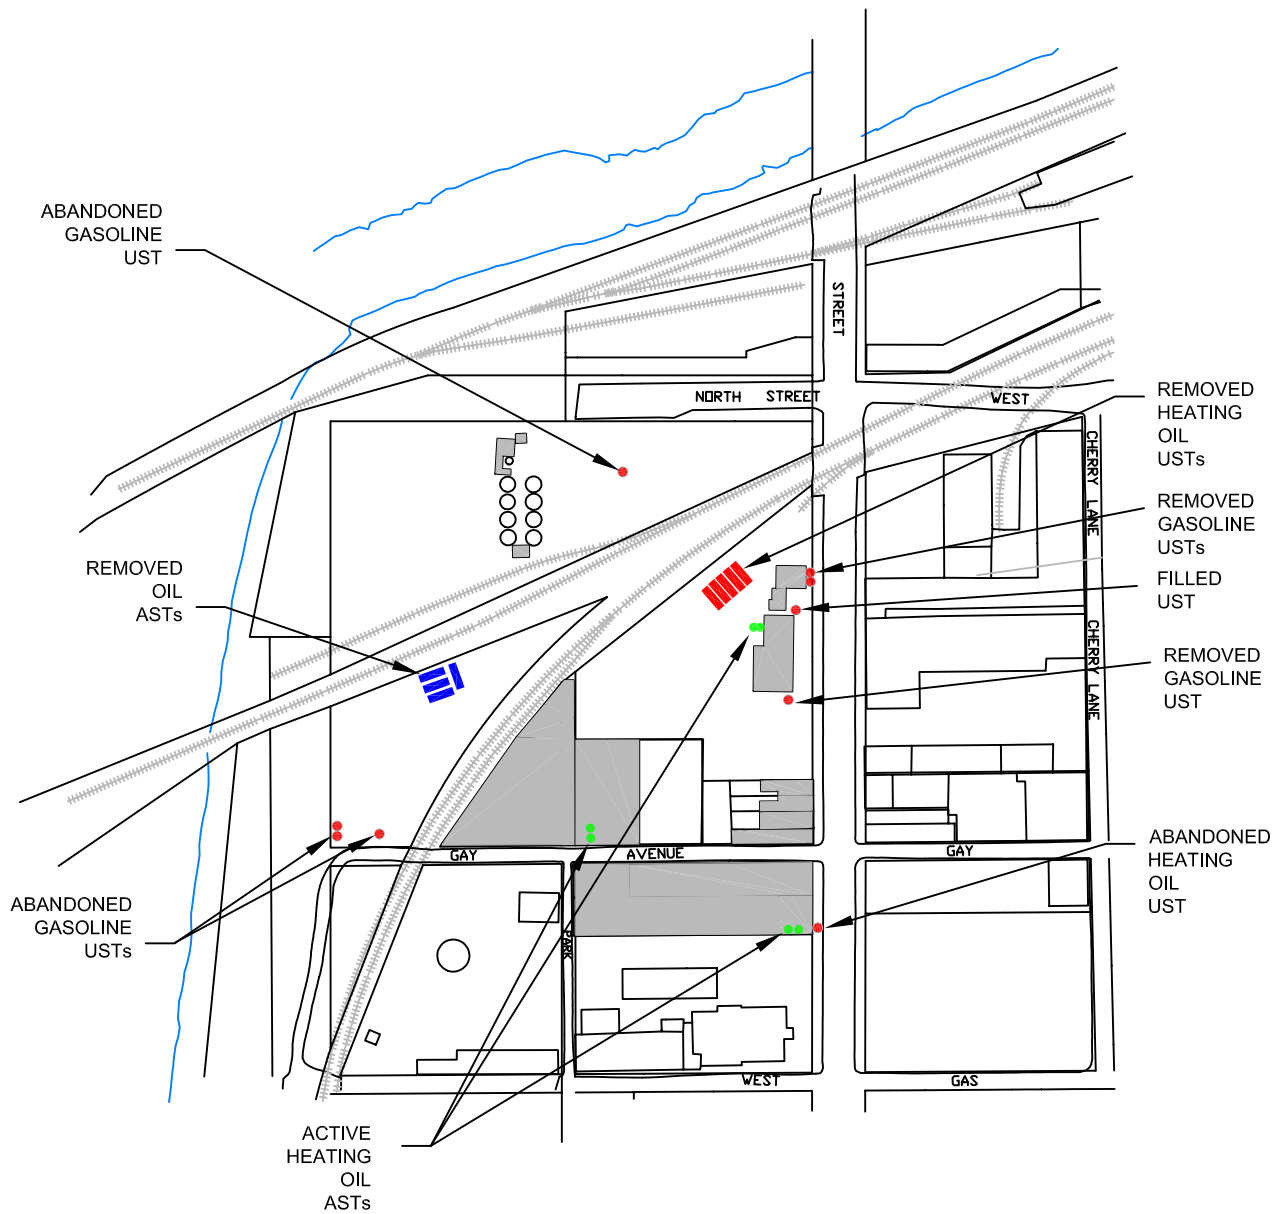 ABANDONED
GASOLINE
UST
STREET
NORTH STREET
WEST
REMOVED
HEATING
OIL
USTs
CHERRY LANE
REMOVED
GASOLINE
USTs
REMOVED
OIL
ASTs
FILLED
UST
CHERRY LANE
REMOVED
GASOLINE
UST
GAY
AVENUE
GAY
ABANDONED
HEATING
OIL
UST
ABANDONED
GASOLINE
USTs
PARK
WEST
GAS
ACTIVE
HEATING
OIL
ASTs